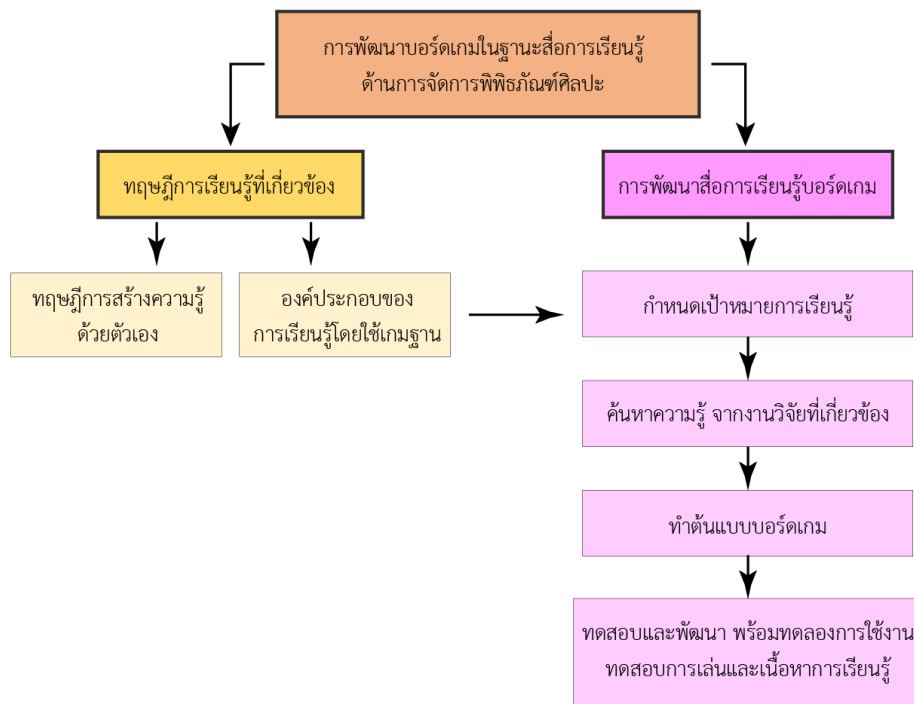 การพัฒนาบอร์ดเกมในฐานะสื่อการเรียนรู้
ด้านการจัดการพิพิธภัณฑ์ศิลปะ
ทฤษฎีการเรียนรู้ที่เกี่ยวข้อง
การพัฒนาสื่อการเรียนรู้บอร์ดเกม
ทฤษฎีการสร้างความรู้
ด้วยตัวเอง
องค์ประกอบของ
การเรียนรู้โดยใช้เกมฐาน
กำหนดเป้าหมายการเรียนรู้
ค้นหาความรู้ จากงานวิจัยที่เกี่ยวข้อง
ทำต้นแบบบอร์ดเกม
ทดสอบและพัฒนา พร้อมทดลองการใช้งาน
ทดสอบการเล่นและเนื้อหาการเรียนรู้